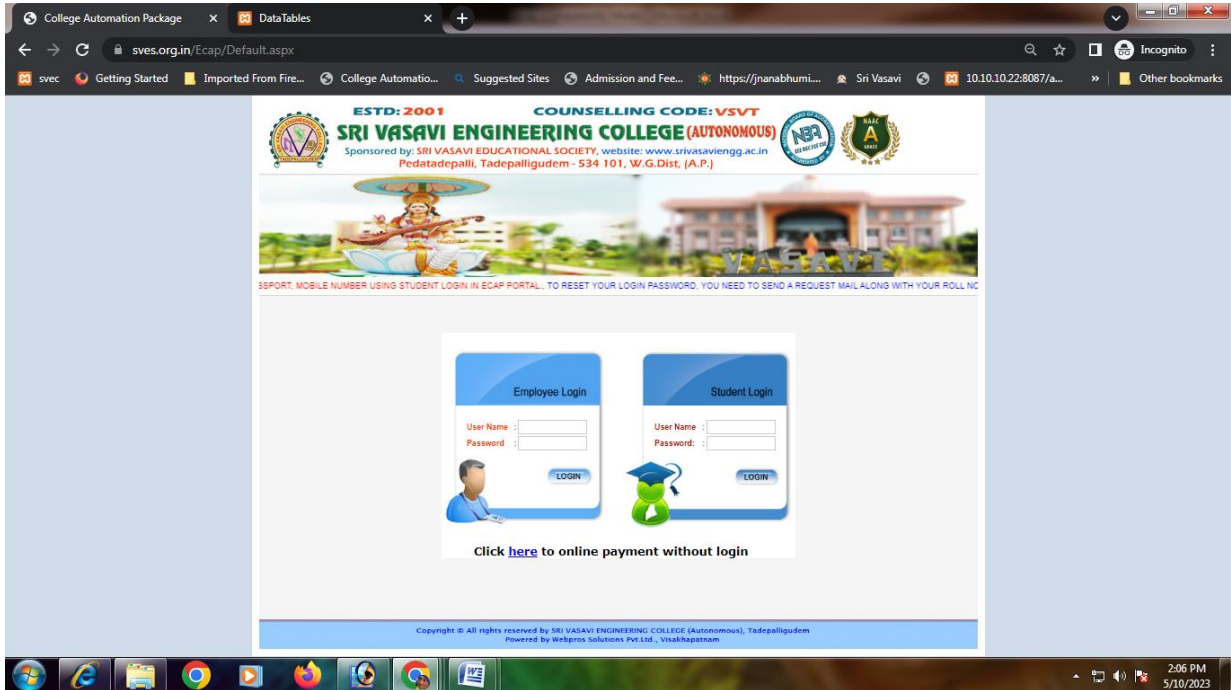 College Automation Package
DataTables
sves.org.in/Ecap/Default.aspx
Incognito
svec
Getting Started
Imported From Fire...
College Automatio...
Suggested Sites
Admission and Fee...
https://jnanabhumi....
Sri Vasavi
10.10.10.22:8087/a...
Other bookmarks
ESTD: 2001 COUNSELLING CODE: VSVT
SRI VASAVI ENGINEERING COLLEGE (AUTONOMOUS)
Sponsored by: SRI VASAVI EDUCATIONAL SOCIETY, website: www.srivasaviengg.ac.in
Pedatadepalli, Tadepalligudem - 534 101, W.G.Dist, (A.P.)
NBA
NAAC
A
GRADE
VASAVI
SSPORT, MOBILE NUMBER USING STUDENT LOGIN IN ECAP PORTAL., TO RESET YOUR LOGIN PASSWORD, YOU NEED TO SEND A REQUEST MAIL ALONG WITH YOUR ROLL NO
Employee Login
User Name :
Password :
LOGIN
Student Login
User Name :
Password: :
LOGIN
Click here to online payment without login
Copyright © All rights reserved by SRI VASAVI ENGINEERING COLLEGE (Autonomous), Tadepalligudem
Powered by Webpros Solutions Pvt.Ltd., Visakhapatnam
2:06 PM
5/10/2023